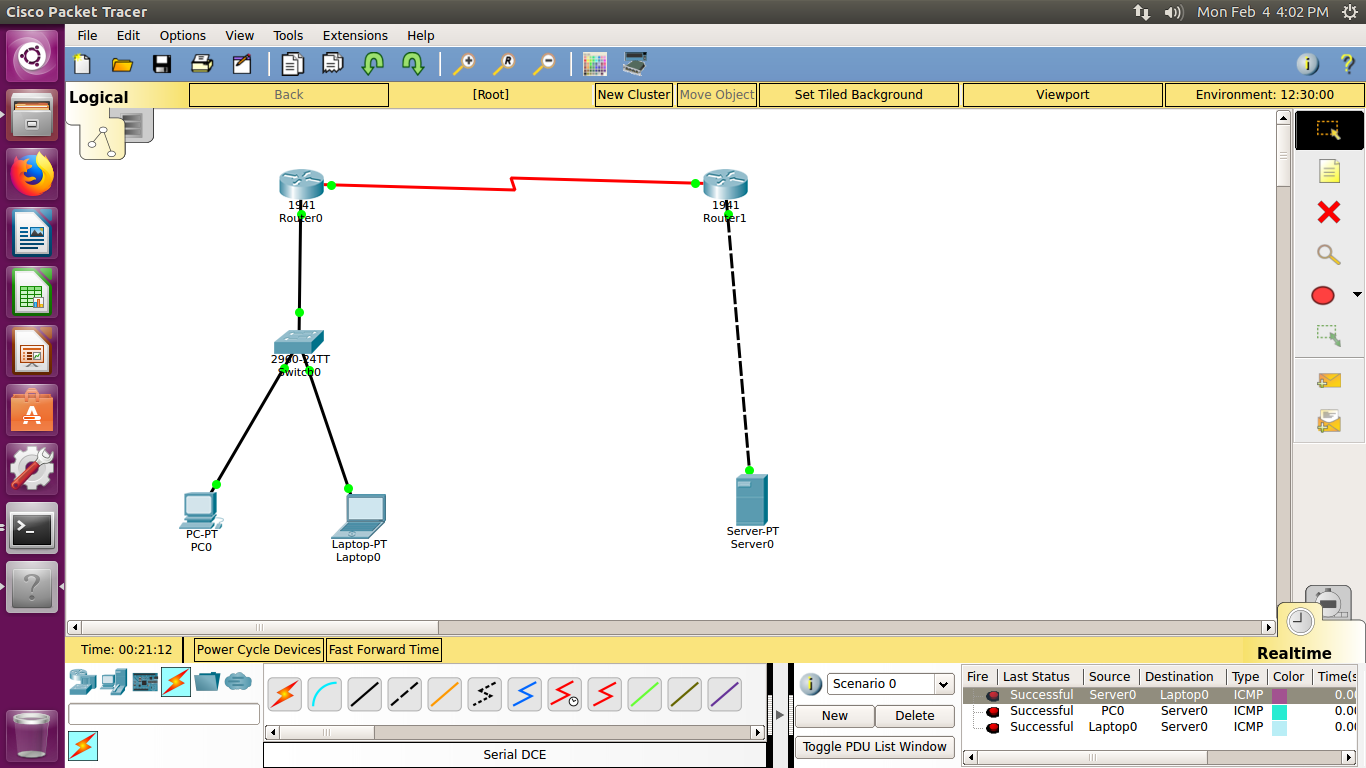 Cisco Packet Tracer
Mon Feb 4 4:02 PM
File Edit Options View Tools Extensions Help
Logical Back [Root] New Cluster Move Object Set Tiled Background Viewport Environment: 12:30:00
1941
Router0
1941
Router1
2960-24TT
Switch0
PC-PT
PC0
Laptop-PT
Laptop0
Server-PT
Server0
Time: 00:21:12 Power Cycle Devices Fast Forward Time
Realtime
Scenario 0
New Delete
Toggle PDU List Window
Serial DCE
Fire Last Status Source Destination Type Color Time(s
Successful Server0 Laptop0 ICMP 0.00
Successful PC0 Server0 ICMP 0.00
Successful Laptop0 Server0 ICMP 0.00